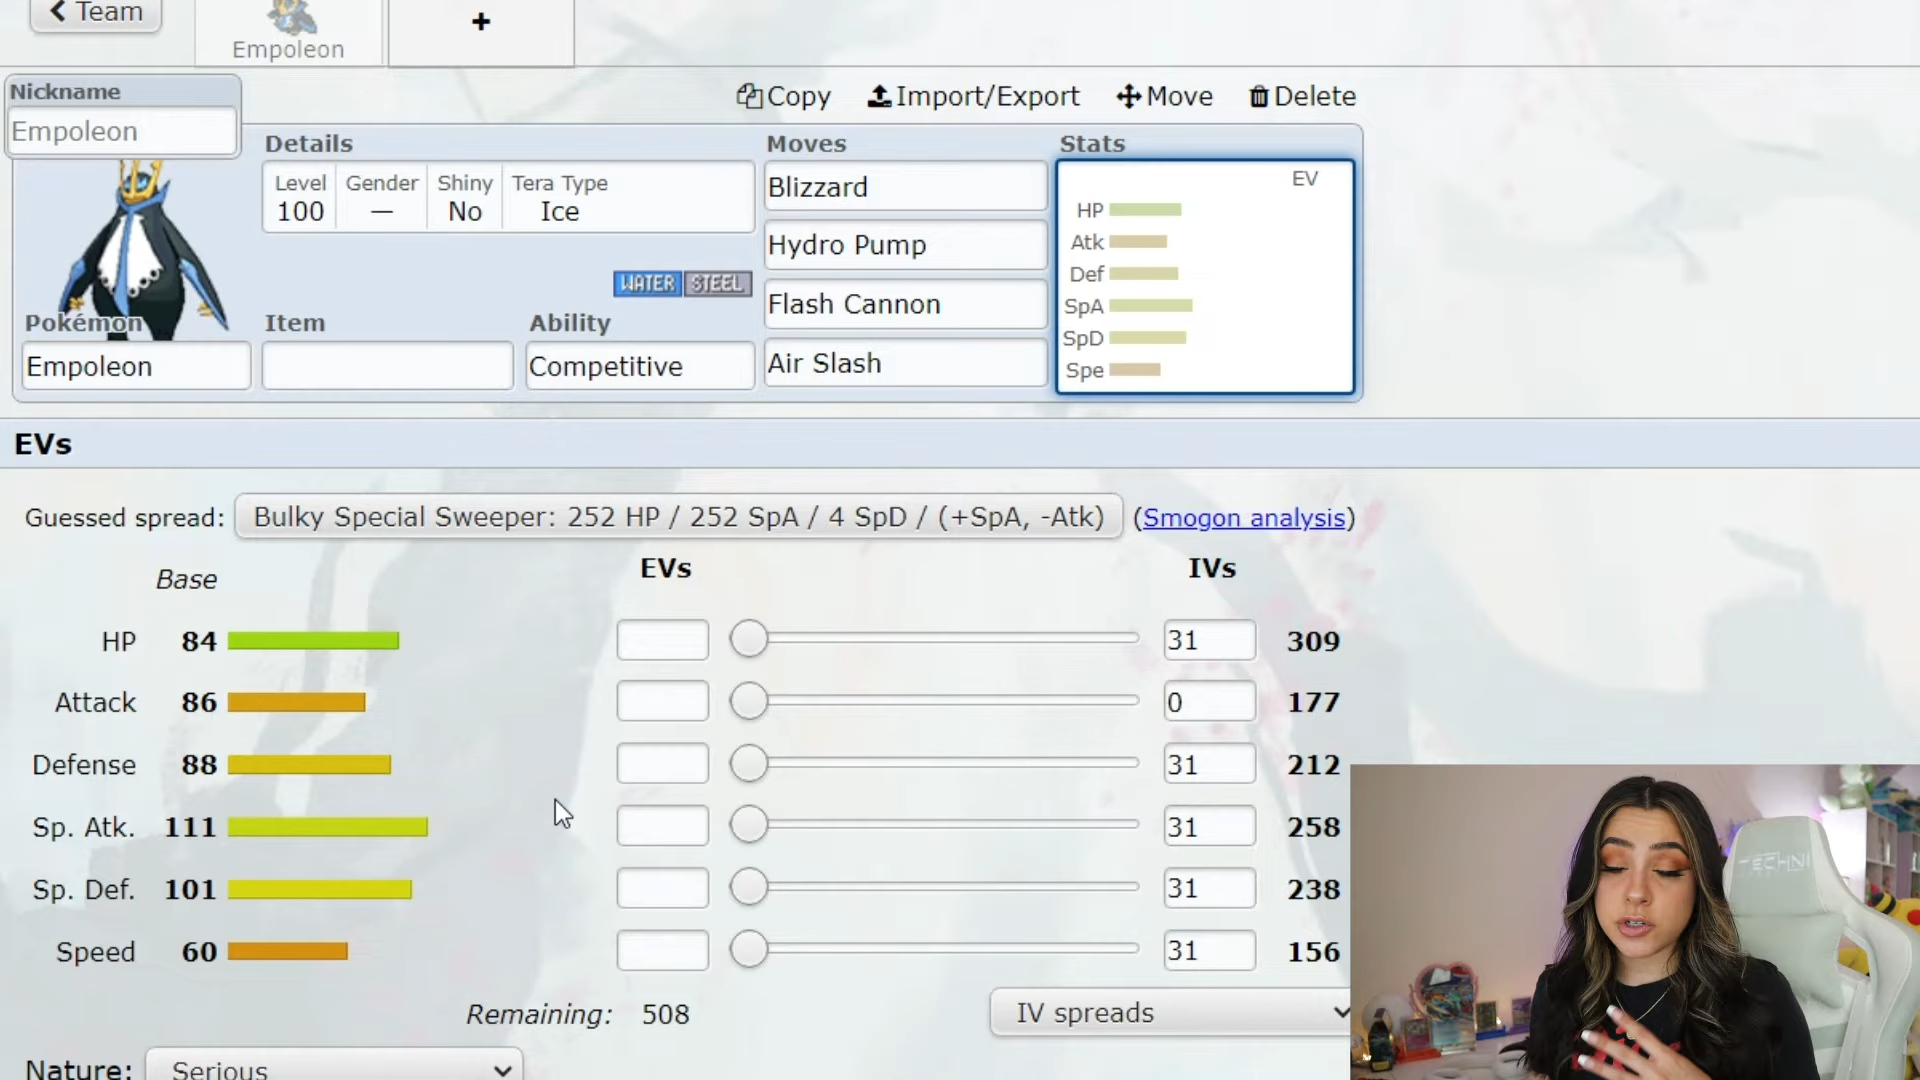 Team
Empoleon
+
Nickname
Empoleon
Copy Import/Export Move Delete
Details
Level Gender Shiny Tera Type
100 — No Ice
WATER STEEL
Pokémon Item Ability
Empoleon Competitive
Moves
Blizzard
Hydro Pump
Flash Cannon
Air Slash
Stats
EV
HP
Atk
Def
SpA
SpD
Spe
EVs
Guessed spread: Bulky Special Sweeper: 252 HP / 252 SpA / 4 SpD / (+SpA, -Atk) (Smogon analysis)
Base EVs IVs
HP 84 31 309
Attack 86 0 177
Defense 88 31 212
Sp. Atk. 111 31 258
Sp. Def. 101 31 238
Speed 60 31 156
Remaining: 508 IV spreads
Nature: Serious
TECHNI